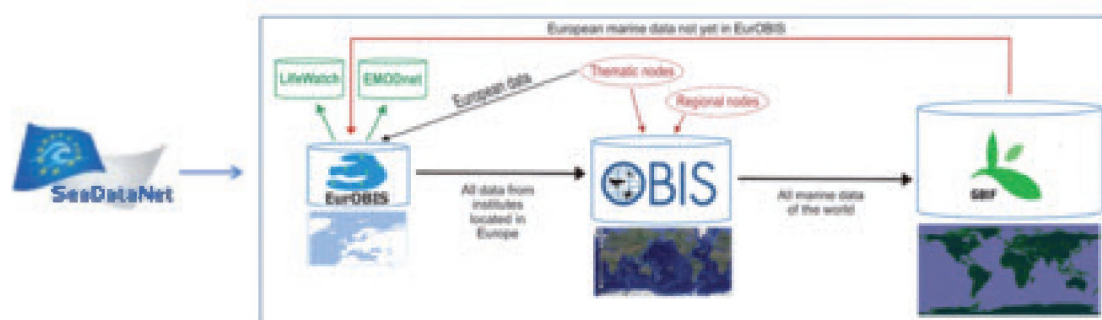 European marine data not yet in EurOBIS
LifeWatch
EMODnet
European data
Thematic nodes
Regional nodes
SeaDataNet
EurOBIS
OBIS
GBIF
All data from
institutes
located in
Europe
All marine data
of the world